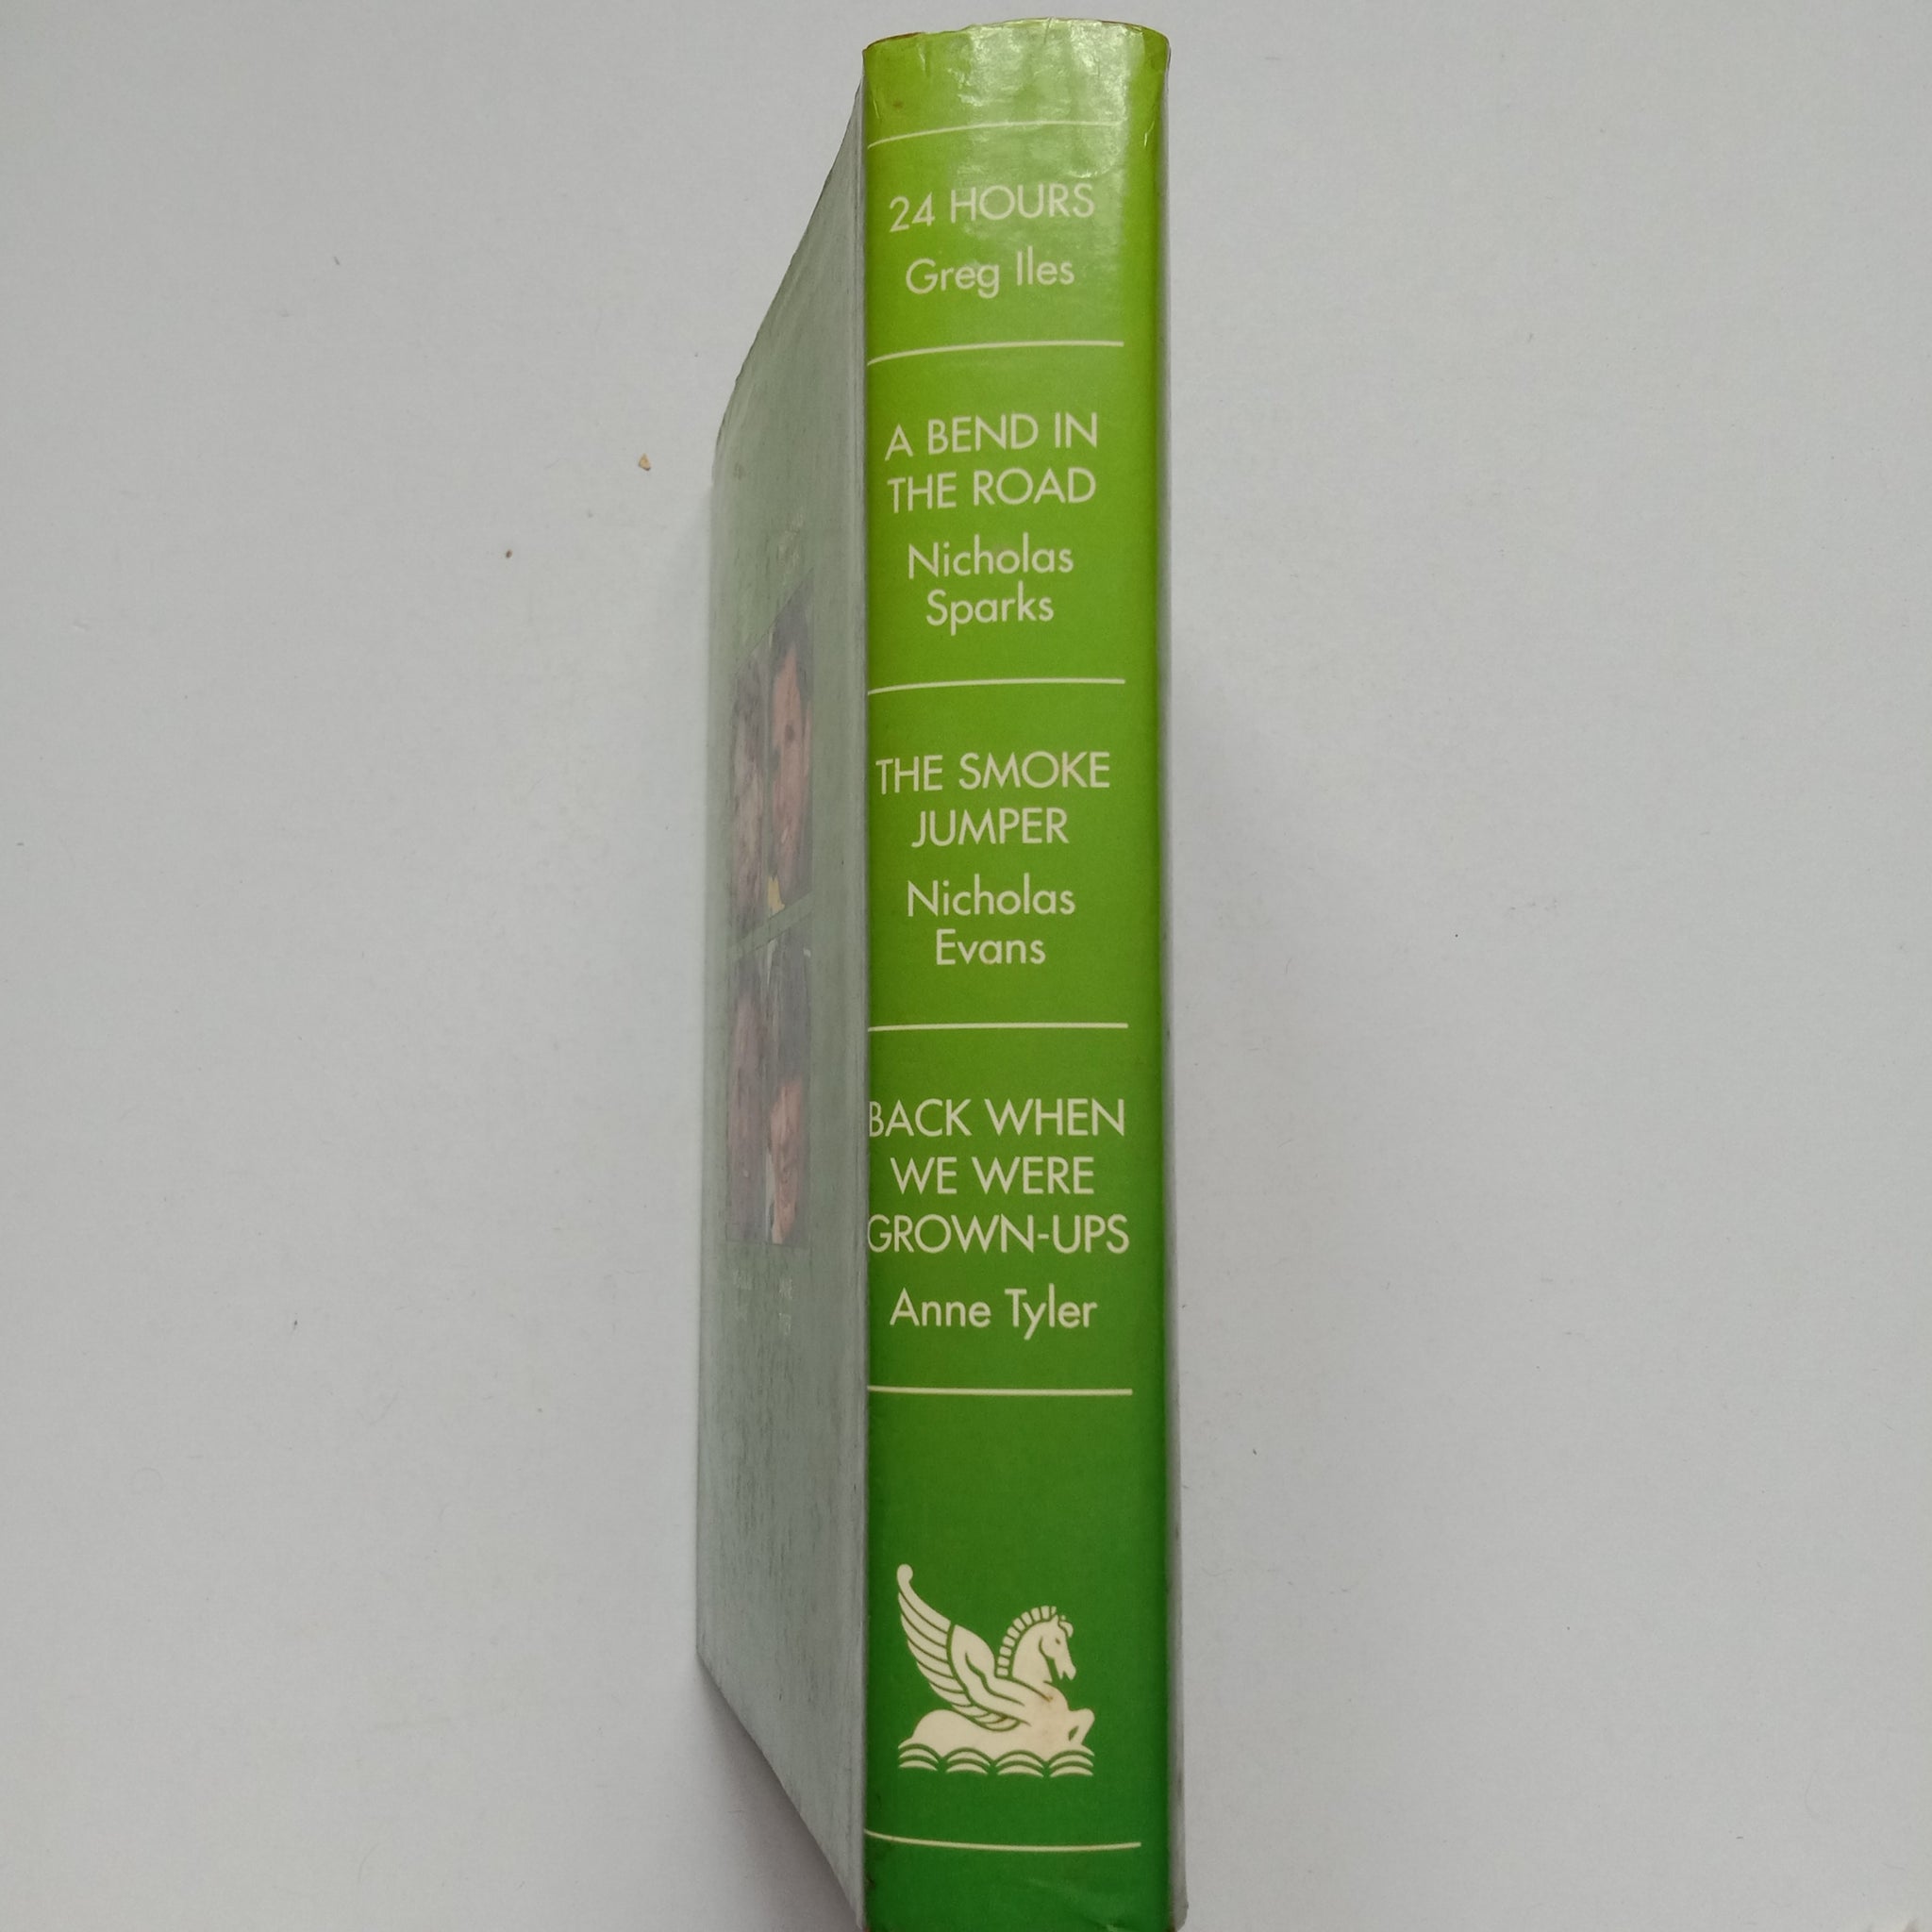 24 HOURS
Greg Iles
A BEND IN
THE ROAD
Nicholas
Sparks
THE SMOKE
JUMPER
Nicholas
Evans
BACK WHEN
WE WERE
GROWN-UPS
Anne Tyler